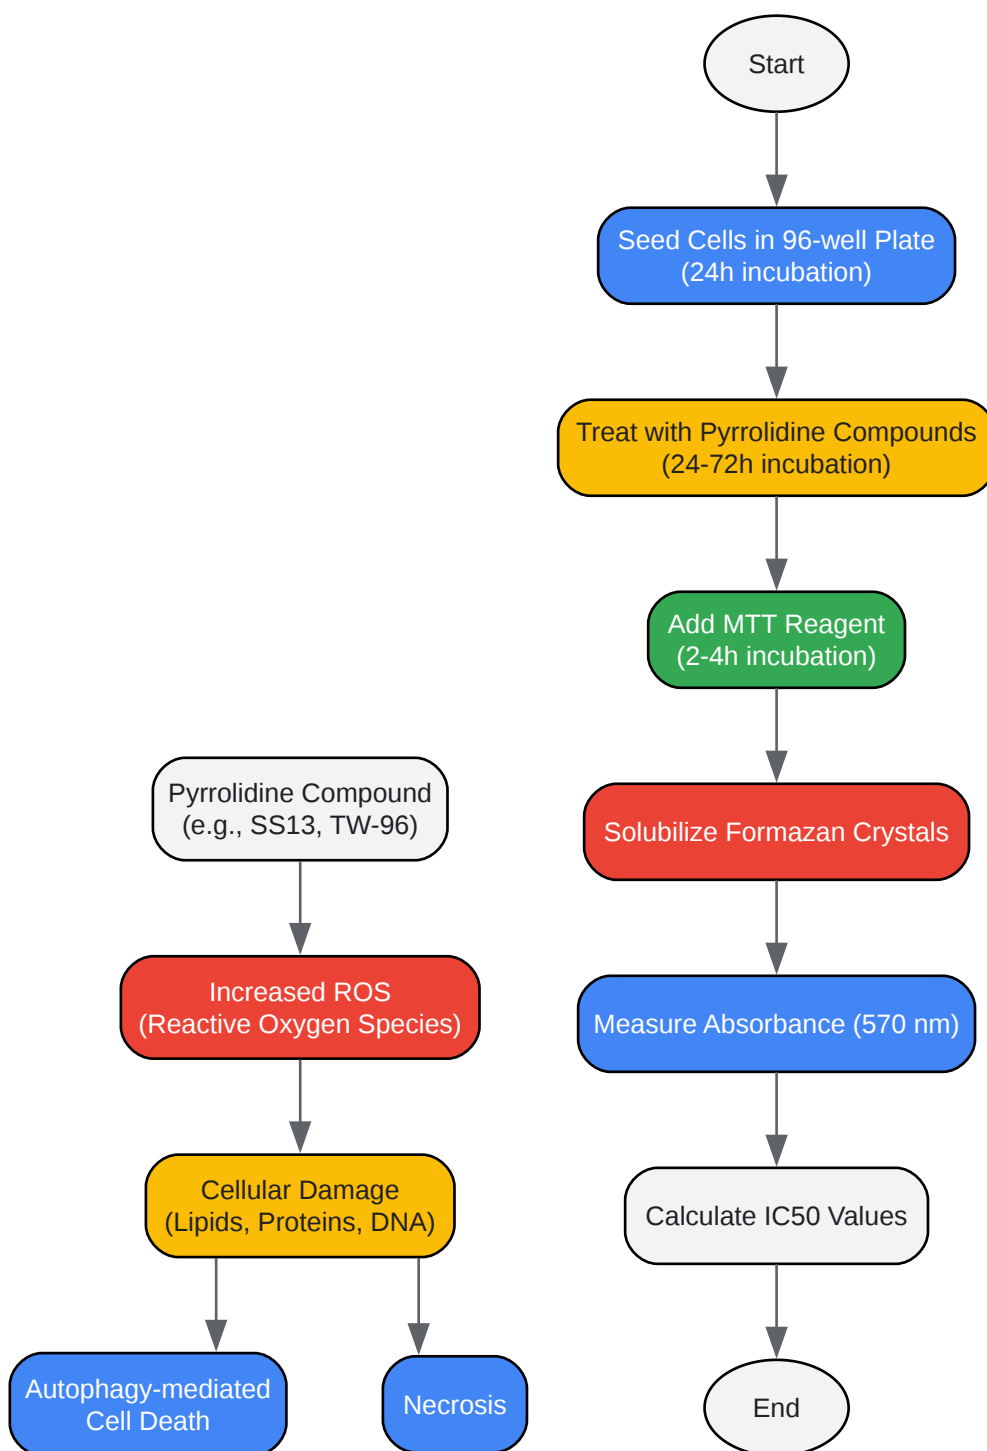 Start
Seed Cells in 96-well Plate
(24h incubation)
Treat with Pyrrolidine Compounds
(24-72h incubation)
Add MTT Reagent
(2-4h incubation)
Solubilize Formazan Crystals
Measure Absorbance (570 nm)
Calculate IC50 Values
End
Pyrrolidine Compound
(e.g., SS13, TW-96)
Increased ROS
(Reactive Oxygen Species)
Cellular Damage
(Lipids, Proteins, DNA)
Autophagy-mediated
Cell Death
Necrosis